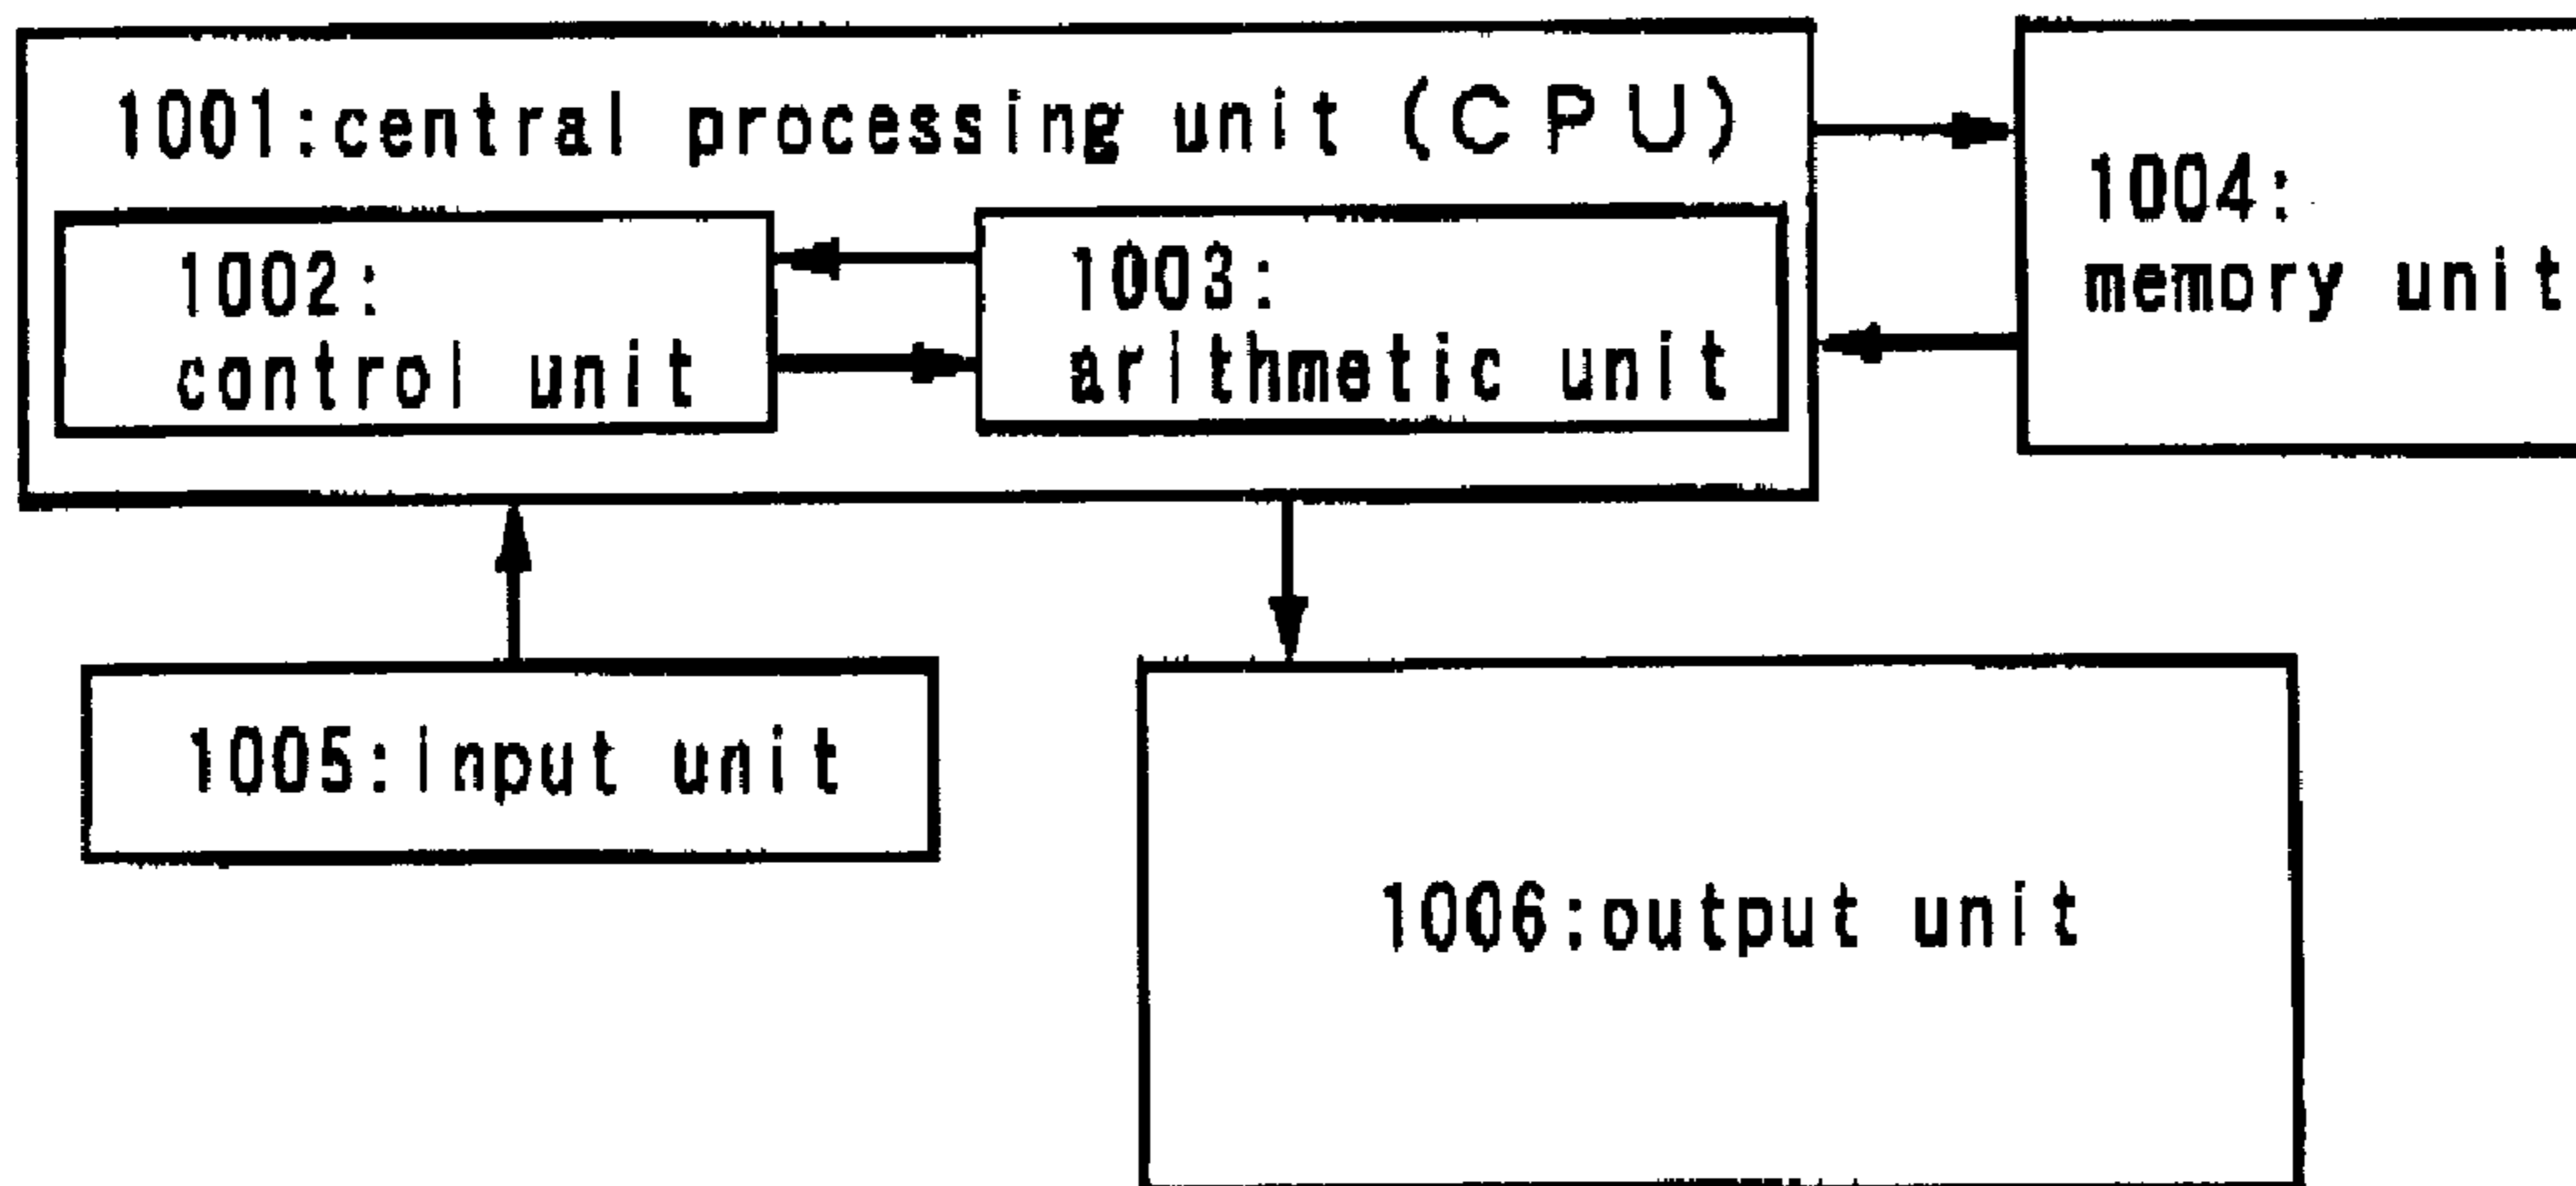 1001:central processing unit (CPU)
1002:
control unit
1003:
arithmetic unit
1004:
memory unit
1005:input unit
1006:output unit